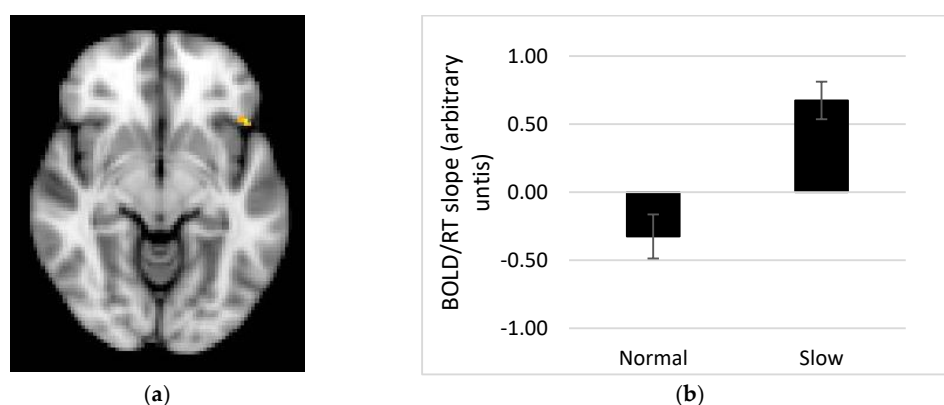 1.00
0.50
0.00
-0.50
-1.00
BOLD/RT slope (arbitrary
untis)
Normal Slow
(a) (b)